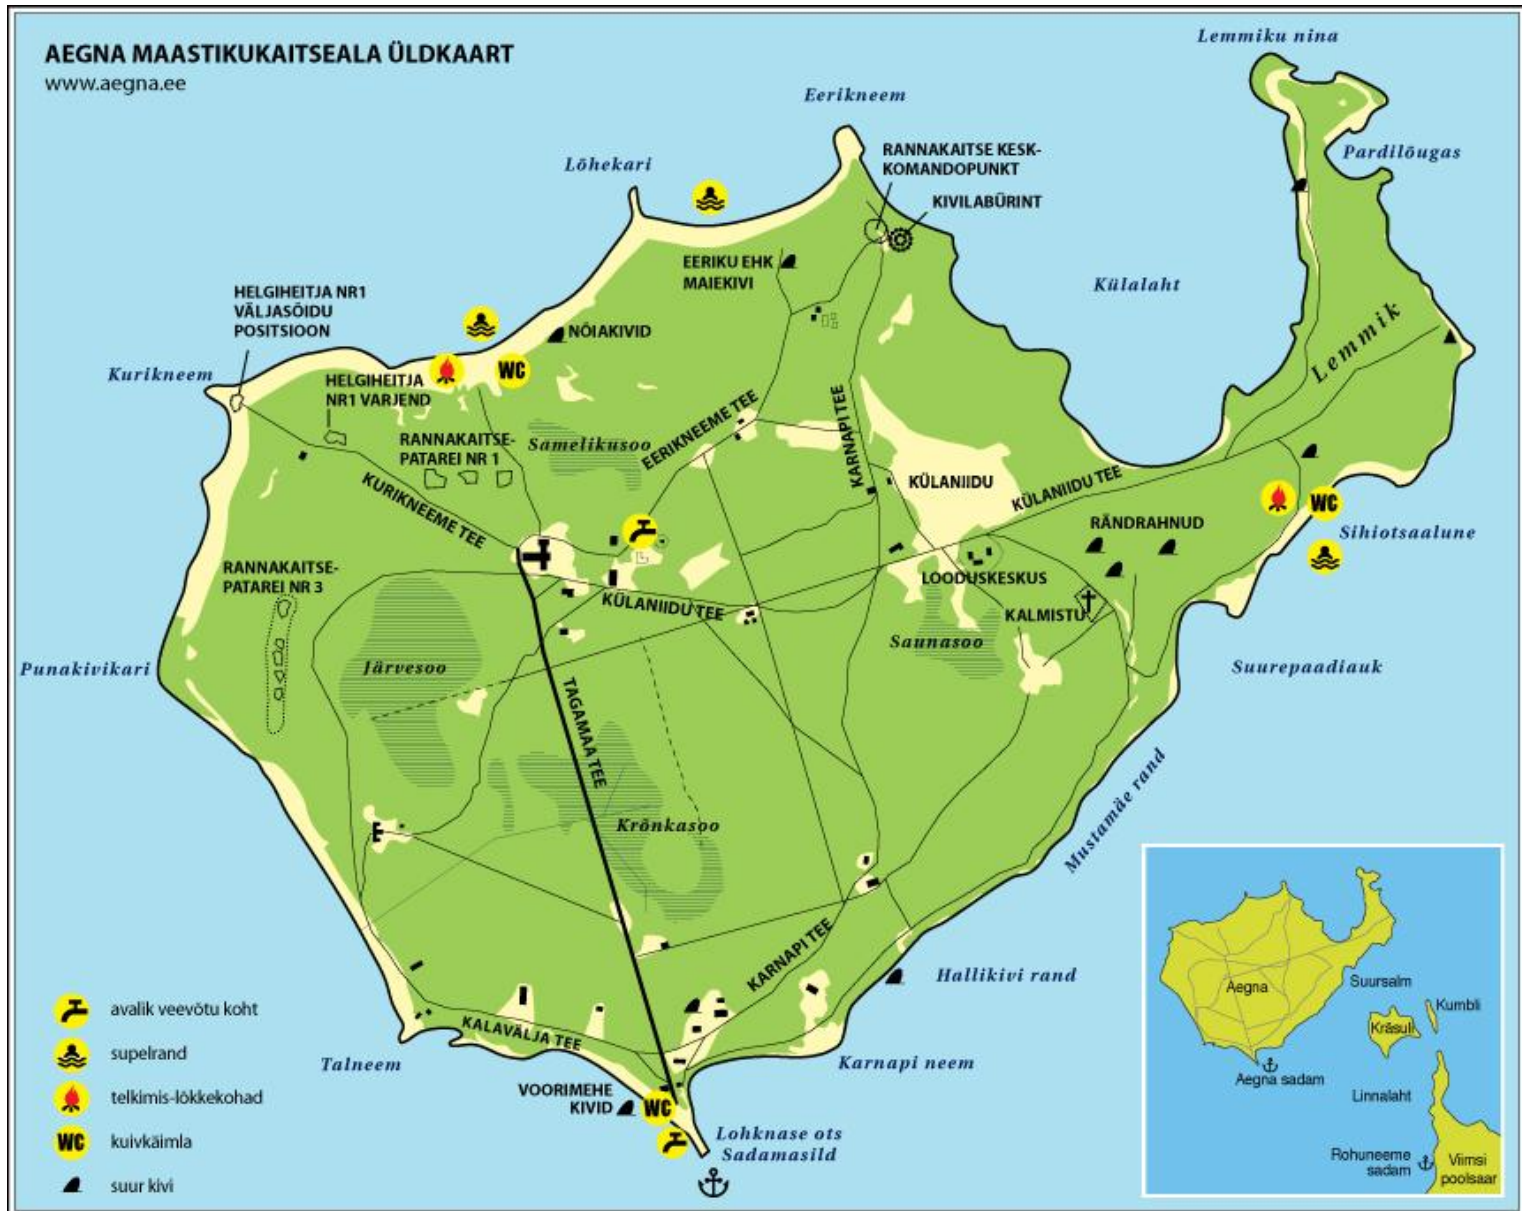 AEGNA MAASTIKUKAITSEALA ÜLDKAART
www.aegna.ee
Lemmiku nina
Eerikneem
Pardilõugas
Lõhekari
RANNAKAITSE KESK-
KOMANDOPUNKT
KIVILABÜRINT
EERIKU EHK
MAIEKIVI
Külalaht
HELGIHEITJA NR1
VÄLJASÕIDU
POSITSIOON
NÕIAKIVID
WC
Kurikneem
HELGIHEITJA
NR1 VARJEND
Lemmik
RANNAKAITSE-
PATAREI NR 1
Samelikusoo
EERIKNEEME TEE
KARNAPI TEE
KURIKNEEME TEE
KÜLANIIDU
KÜLANIIDU TEE
WC
Sihiotsaalune
RÄNDRAHNUD
RANNAKAITSE-
PATAREI NR 3
LOODUSKESKUS
KÜLANIIDU TEE
KALMISTU
Saunasoo
Punakivikari
Järvesoo
Suurepaadiauk
TAGAMAA TEE
Krõnkasoo
Mustamäe rand
KARNAPI TEE
Hallikivi rand
KALAVÄLJA TEE
Talneem
Karnapi neem
VOORIMEHE
KIVID
WC
Lohknase ots
Sadamasild
avalik veevõtu koht
supelrand
telkimis-lõkkekohad
WC
kuivkäimla
suur kivi
Aegna
Suursalm
Kumbli
Kräsuli
Aegna sadam
Linnalaht
Rohuneeme
sadam
Viimsi
poolsaar